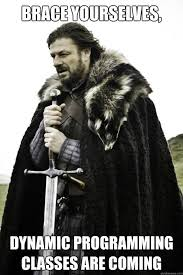 BRACE YOURSELVES,
DYNAMIC PROGRAMMING
CLASSES ARE COMING